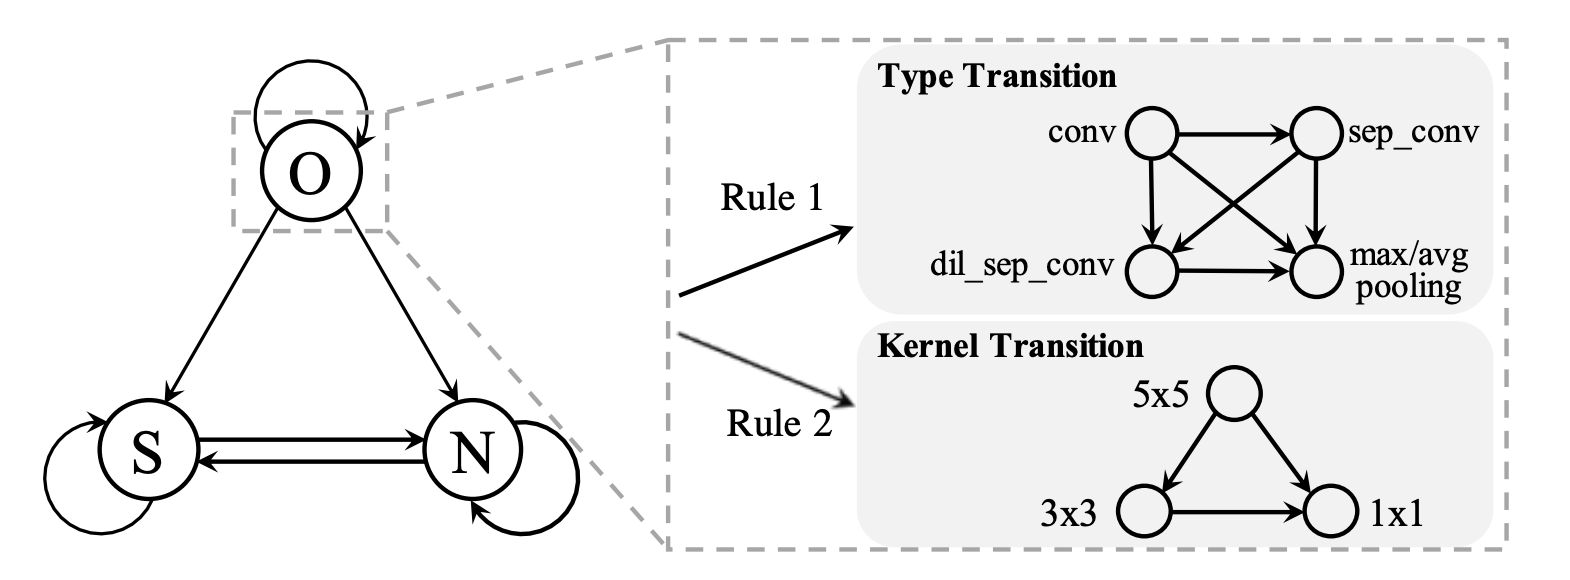 O
S
N
Rule 1
Rule 2
Type Transition
conv
sep_conv
dil_sep_conv
max/avg
pooling
Kernel Transition
5x5
3x3
1x1